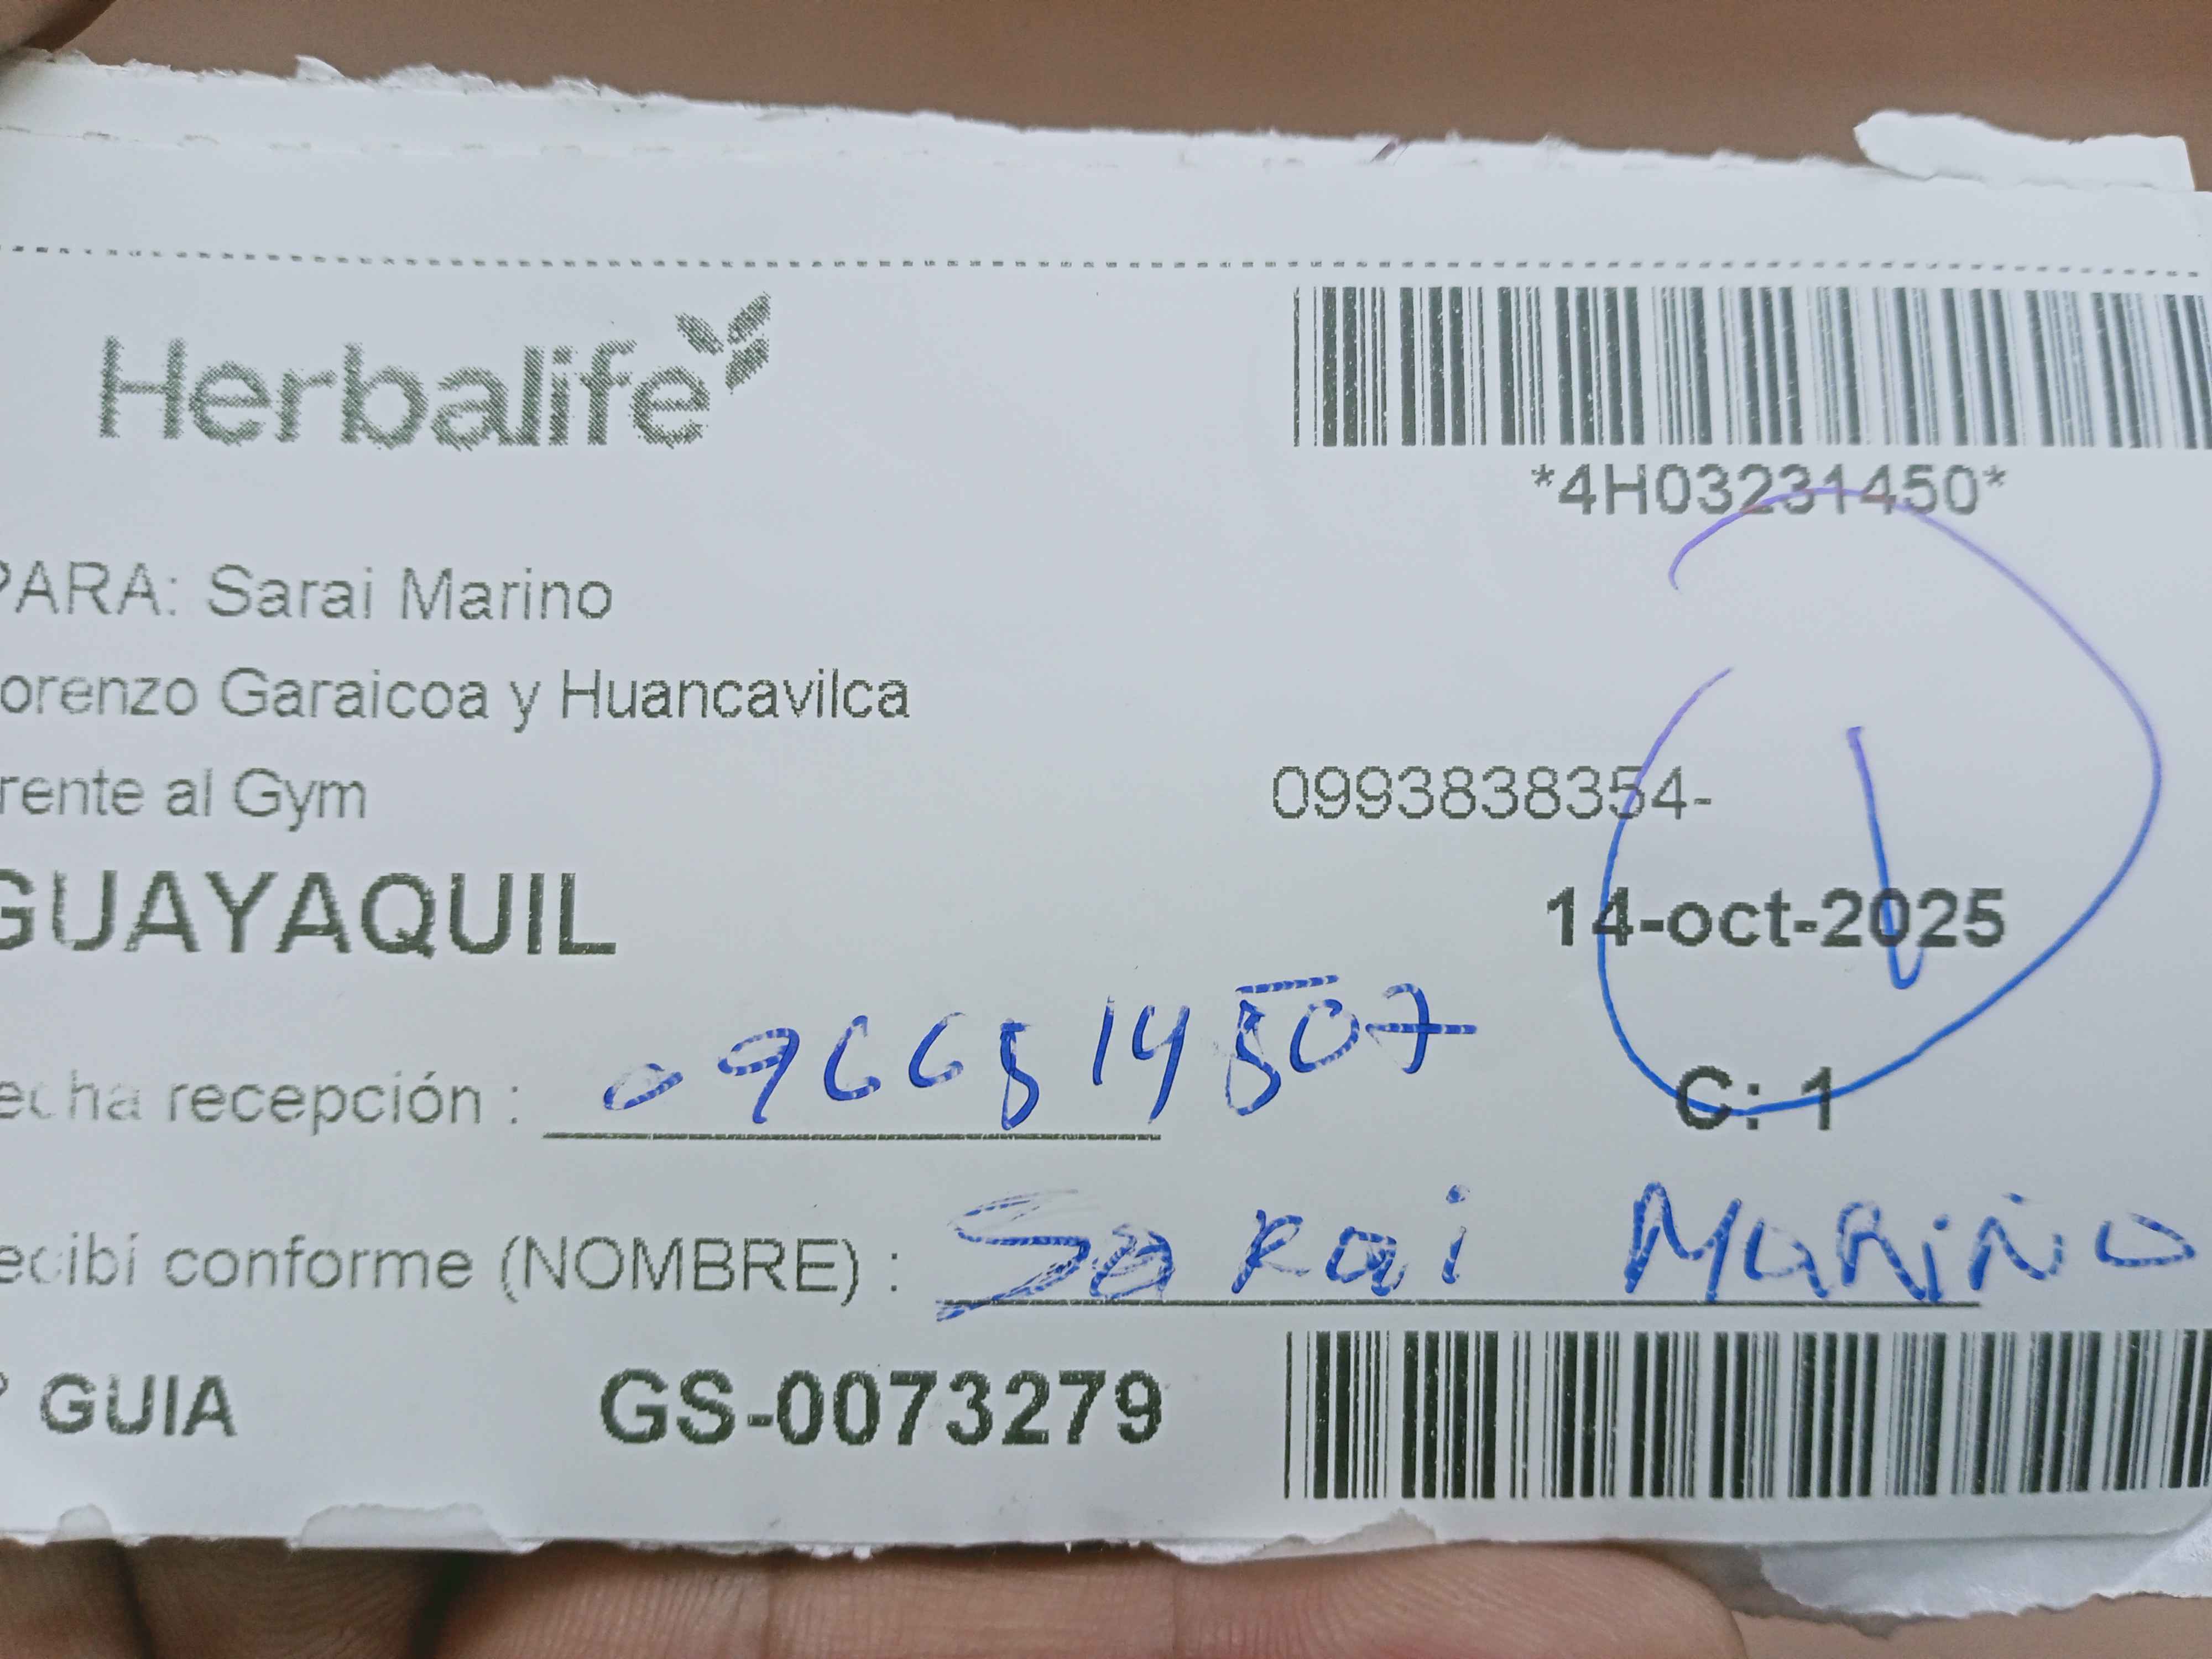 Herbalife
*4H03231450*
PARA: Sarai Marino
orenzo Garaicoa y Huancavilca
rente al Gym
0993838354-
GUAYAQUIL
14-oct-2025
echa recepción : 0966814807
C: 1
ecibí conforme (NOMBRE) : Sarai Mariño
GUIA GS-0073279